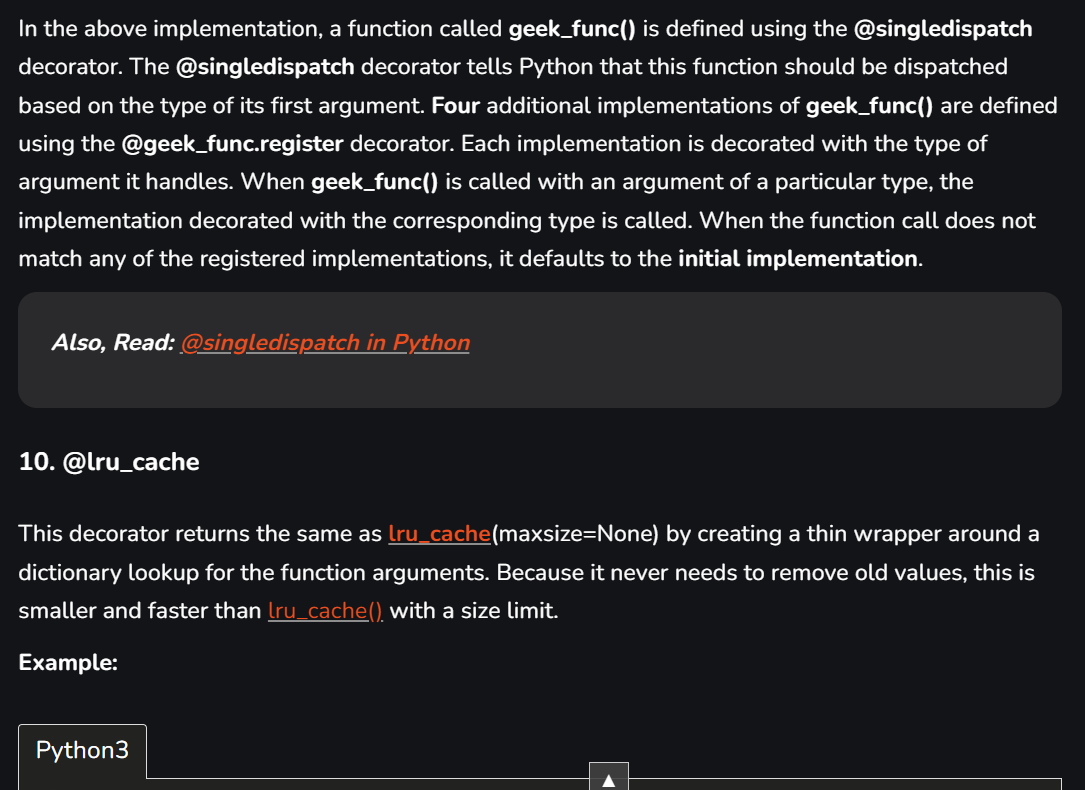 In the above implementation, a function called geek_func() is defined using the @singledispatch
decorator. The @singledispatch decorator tells Python that this function should be dispatched
based on the type of its first argument. Four additional implementations of geek_func() are defined
using the @geek_func.register decorator. Each implementation is decorated with the type of
argument it handles. When geek_func() is called with an argument of a particular type, the
implementation decorated with the corresponding type is called. When the function call does not
match any of the registered implementations, it defaults to the initial implementation.
Also, Read: @singledispatch in Python
10. @lru_cache
This decorator returns the same as lru_cache(maxsize=None) by creating a thin wrapper around a
dictionary lookup for the function arguments. Because it never needs to remove old values, this is
smaller and faster than lru_cache() with a size limit.
Example:
Python3